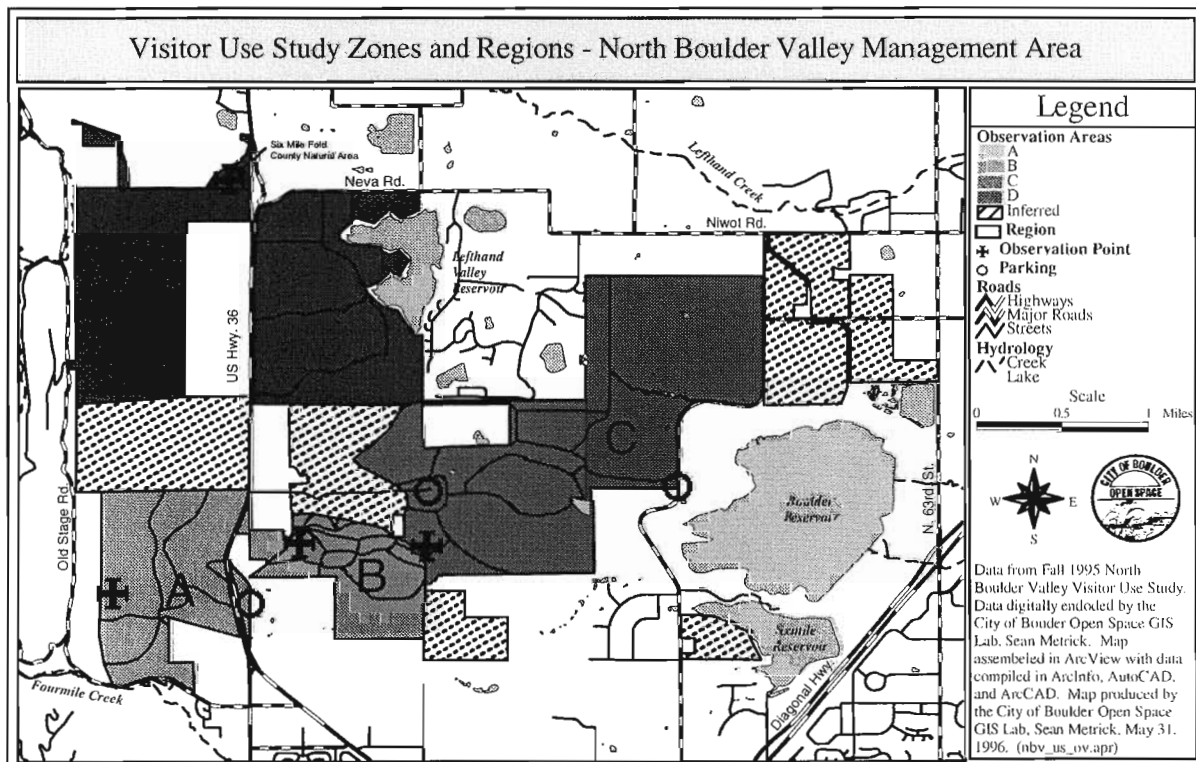 Visitor Use Study Zones and Regions - North Boulder Valley Management Area
Six Mile Fold
County Natural Area
Neva Rd.
Lefthand Creek
Niwot Rd.
Lefthand
Valley
Reservoir
US Hwy. 36
Old Stage Rd.
A
B
C
Boulder
Reservoir
N. 63rd St.
Sixmile
Reservoir
Diagonal Hwy.
Fourmile Creek
Legend
Observation Areas
A
B
C
D
Inferred
Region
Observation Point
Parking
Roads
Highways
Major Roads
Streets
Hydrology
Creek
Lake
Scale
0 0.5 1 Miles
N
W E
S
CITY OF BOULDER
OPEN SPACE
Data from Fall 1995 North
Boulder Valley Visitor Use Study.
Data digitally endoded by the
City of Bouder Open Space GIS
Lab, Sean Metrick. Map
assembeled in ArcView with data
compiled in ArcInfo, AutoCAD,
and ArcCAD. Map produced by
the City of Boulder Open Space
GIS Lab, Sean Metrick. May 31,
1996. (nbv_us_ov.apr)